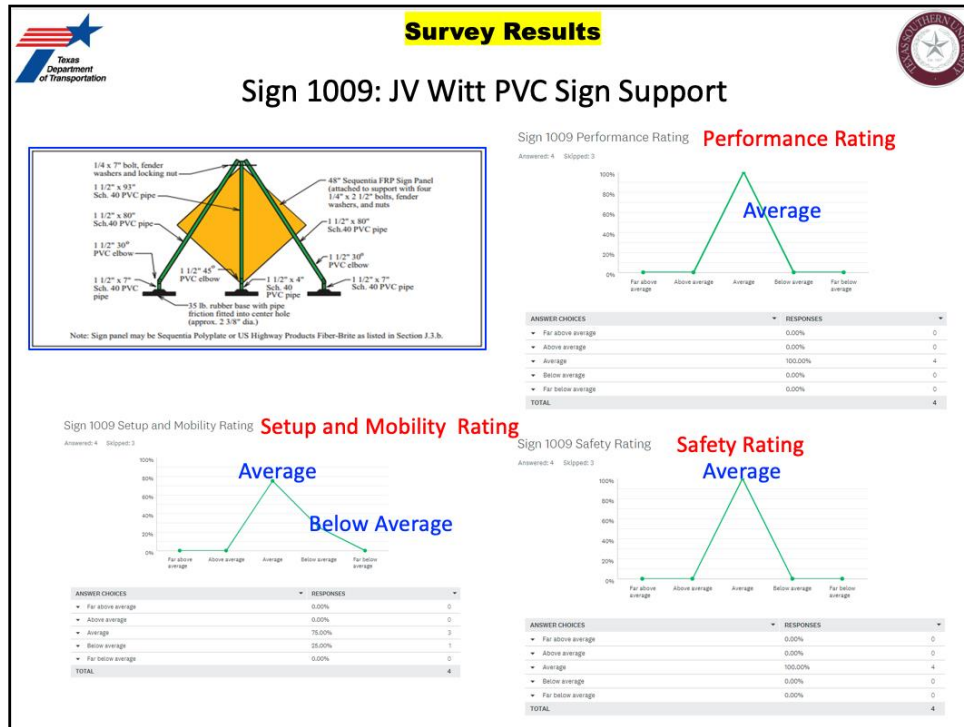 Survey Results
Texas
Department
of Transportation
TEXAS SOUTHERN UNIVERSITY
Sign 1009: JV Witt PVC Sign Support
1/4 x 7" bolt, fender
washers and locking nut
1 1/2" x 93"
Sch. 40 PVC pipe
1 1/2" x 80"
Sch.40 PVC pipe
1 1/2" 30°
PVC elbow
1 1/2" x 7"
Sch. 40 PVC
pipe
48" Sequentia FRP Sign Panel
(attached to support with four
1/4" x 2 1/2" bolts, fender
washers, and nuts
1 1/2" x 80"
Sch.40 PVC pipe
1 1/2" 30°
PVC elbow
1 1/2" 45°
PVC elbow
1 1/2" x 4"
Sch. 40
PVC pipe
1 1/2" x 7"
Sch. 40 PVC pipe
35 lb. rubber base with pipe
friction fitted into center hole
(approx. 2 3/8" dia.)
Note: Sign panel may be Sequentia Polyplate or US Highway Products Fiber-Brite as listed in Section J.3.b.
Sign 1009 Performance Rating Performance Rating
Answered: 4 Skipped: 3
100%
80%
60%
40%
20%
0%
Average
Far above average
Above average
Average
Below average
Far below average
ANSWER CHOICES RESPONSES
Far above average 0.00% 0
Above average 0.00% 0
Average 100.00% 4
Below average 0.00% 0
Far below average 0.00% 0
TOTAL 4
Sign 1009 Setup and Mobility Rating Setup and Mobility Rating
Answered: 4 Skipped: 3
100%
80%
60%
40%
20%
0%
Average
Below Average
Far above average
Above average
Average
Below average
Far below average
ANSWER CHOICES RESPONSES
Far above average 0.00% 0
Above average 0.00% 0
Average 75.00% 3
Below average 25.00% 1
Far below average 0.00% 0
TOTAL 4
Sign 1009 Safety Rating Safety Rating
Answered: 4 Skipped: 3
Average
100%
80%
60%
40%
20%
0%
Far above average
Above average
Average
Below average
Far below average
ANSWER CHOICES RESPONSES
Far above average 0.00% 0
Above average 0.00% 0
Average 100.00% 4
Below average 0.00% 0
Far below average 0.00% 0
TOTAL 4